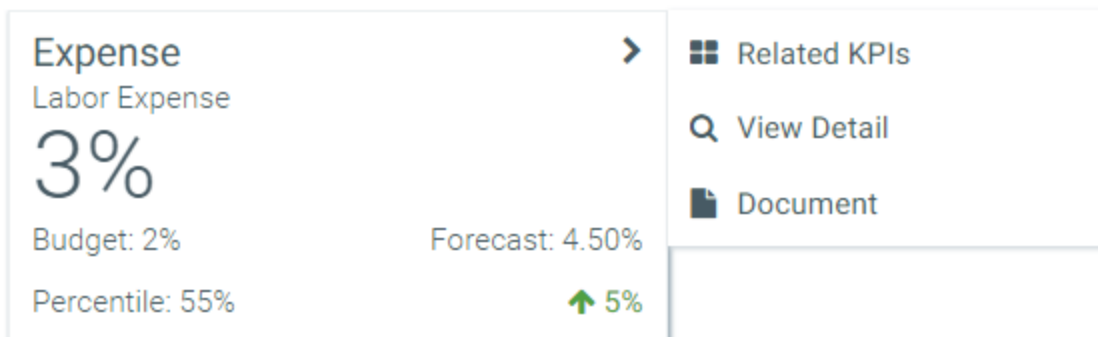 Expense
Labor Expense
3%
Budget: 2%
Forecast: 4.50%
Percentile: 55%
5%
Related KPIs
View Detail
Document